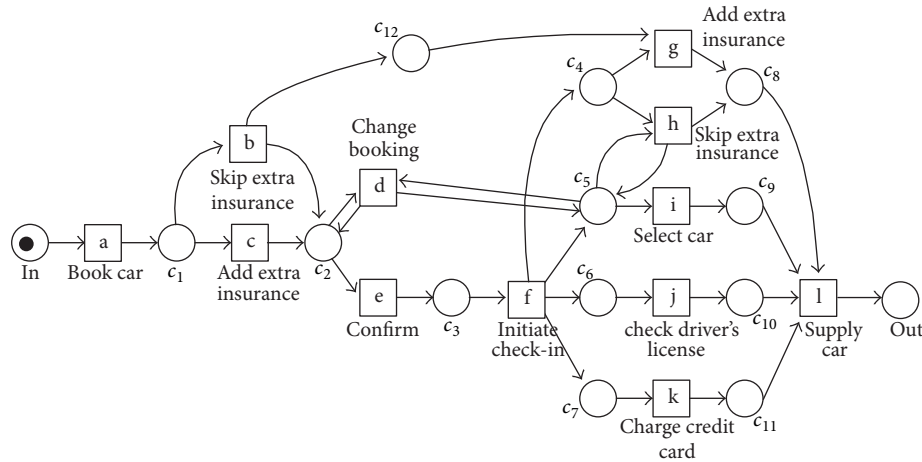 Add extra
insurance
c12
g
c4
c8
b
h
Change
booking
Skip extra
insurance
Skip extra
insurance
d
c5
i
c9
Select car
a
c
In
Book car
c1
Add extra
insurance
c2
e
Confirm
c3
f
Initiate
check-in
c6
j
check driver's
license
c10
l
Supply
car
Out
c7
k
Charge credit
card
c11